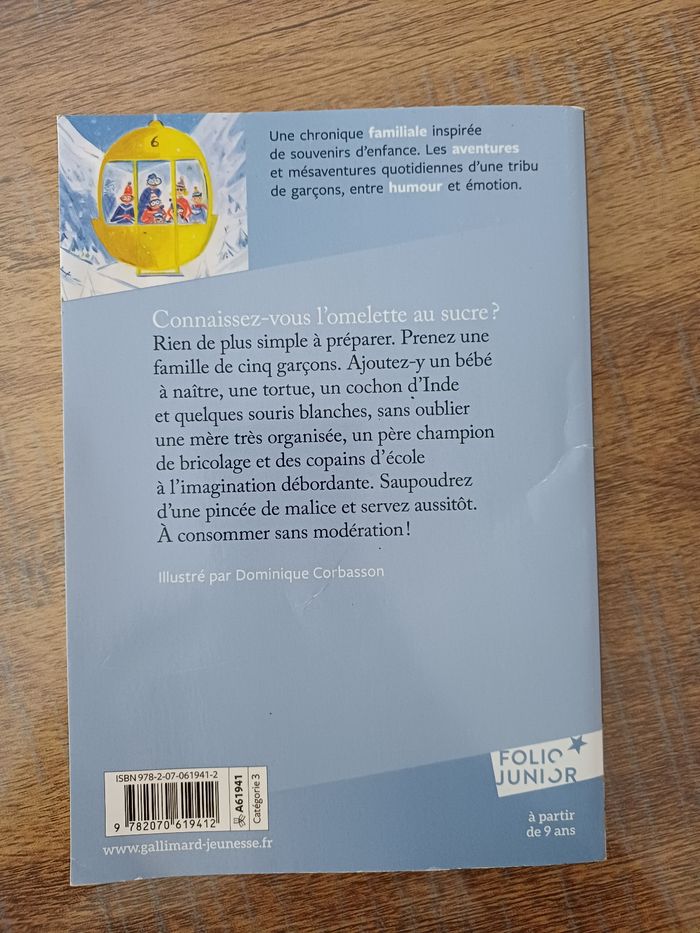 6
Une chronique familiale inspirée
de souvenirs d'enfance. Les aventures
et mésaventures quotidiennes d'une tribu
de garçons, entre humour et émotion.
Connaissez-vous l'omelette au sucre ?
Rien de plus simple à préparer. Prenez une
famille de cinq garçons. Ajoutez-y un bébé
à naître, une tortue, un cochon d'Inde
et quelques souris blanches, sans oublier
une mère très organisée, un père champion
de bricolage et des copains d'école
à l'imagination débordante. Saupoudrez
d'une pincée de malice et servez aussitôt.
À consommer sans modération !
Illustré par Dominique Corbasson
ISBN 978-2-07-061941-2
9 782070 619412
A61941
Catégorie 3
www.gallimard-jeunesse.fr
FOLIO
JUNIOR
à partir
de 9 ans